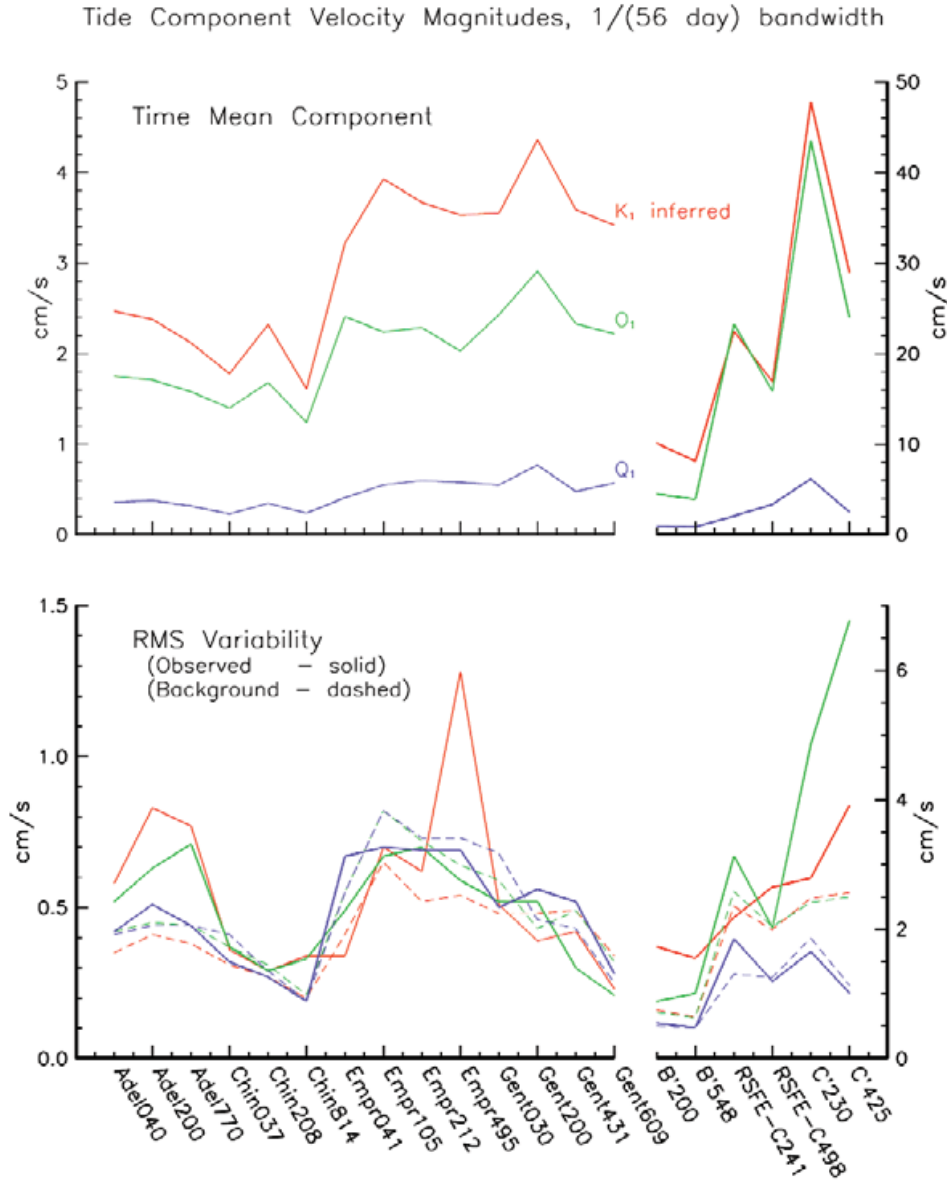 Tide Component Velocity Magnitudes, 1/(56 day) bandwidth
5
50
Time Mean Component
4
40
K₁ inferred
3
30
cm/s
cm/s
O₁
2
20
1
10
Q₁
0
0
1.5
RMS Variability
(Observed – solid)
(Background – dashed)
6
1.0
4
cm/s
cm/s
0.5
2
0.0
0
Adel040
Adel200
Adel770
Chin037
Chin208
Chin814
Empr041
Empr105
Empr212
Empr495
Gent030
Gent200
Gent431
Gent609
B'200
B'548
RSFE–C241
RSFE–C498
C'230
C'425